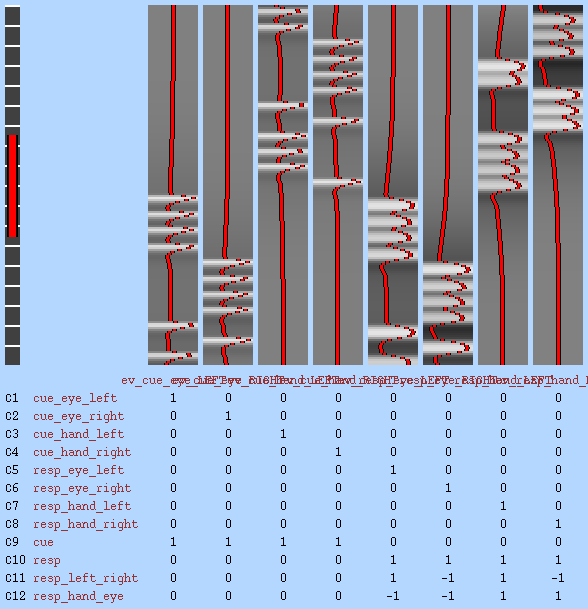 C1 cue_eye_left 1 0 0 0 0 0 0 0
C2 cue_eye_right 0 1 0 0 0 0 0 0
C3 cue_hand_left 0 0 1 0 0 0 0 0
C4 cue_hand_right 0 0 0 1 0 0 0 0
C5 resp_eye_left 0 0 0 0 1 0 0 0
C6 resp_eye_right 0 0 0 0 0 1 0 0
C7 resp_hand_left 0 0 0 0 0 0 1 0
C8 resp_hand_right 0 0 0 0 0 0 0 1
C9 cue 1 1 1 1 0 0 0 0
C10 resp 0 0 0 0 1 1 1 1
C11 resp_left_right 0 0 0 0 1 -1 1 -1
C12 resp_hand_eye 0 0 0 0 -1 -1 1 1